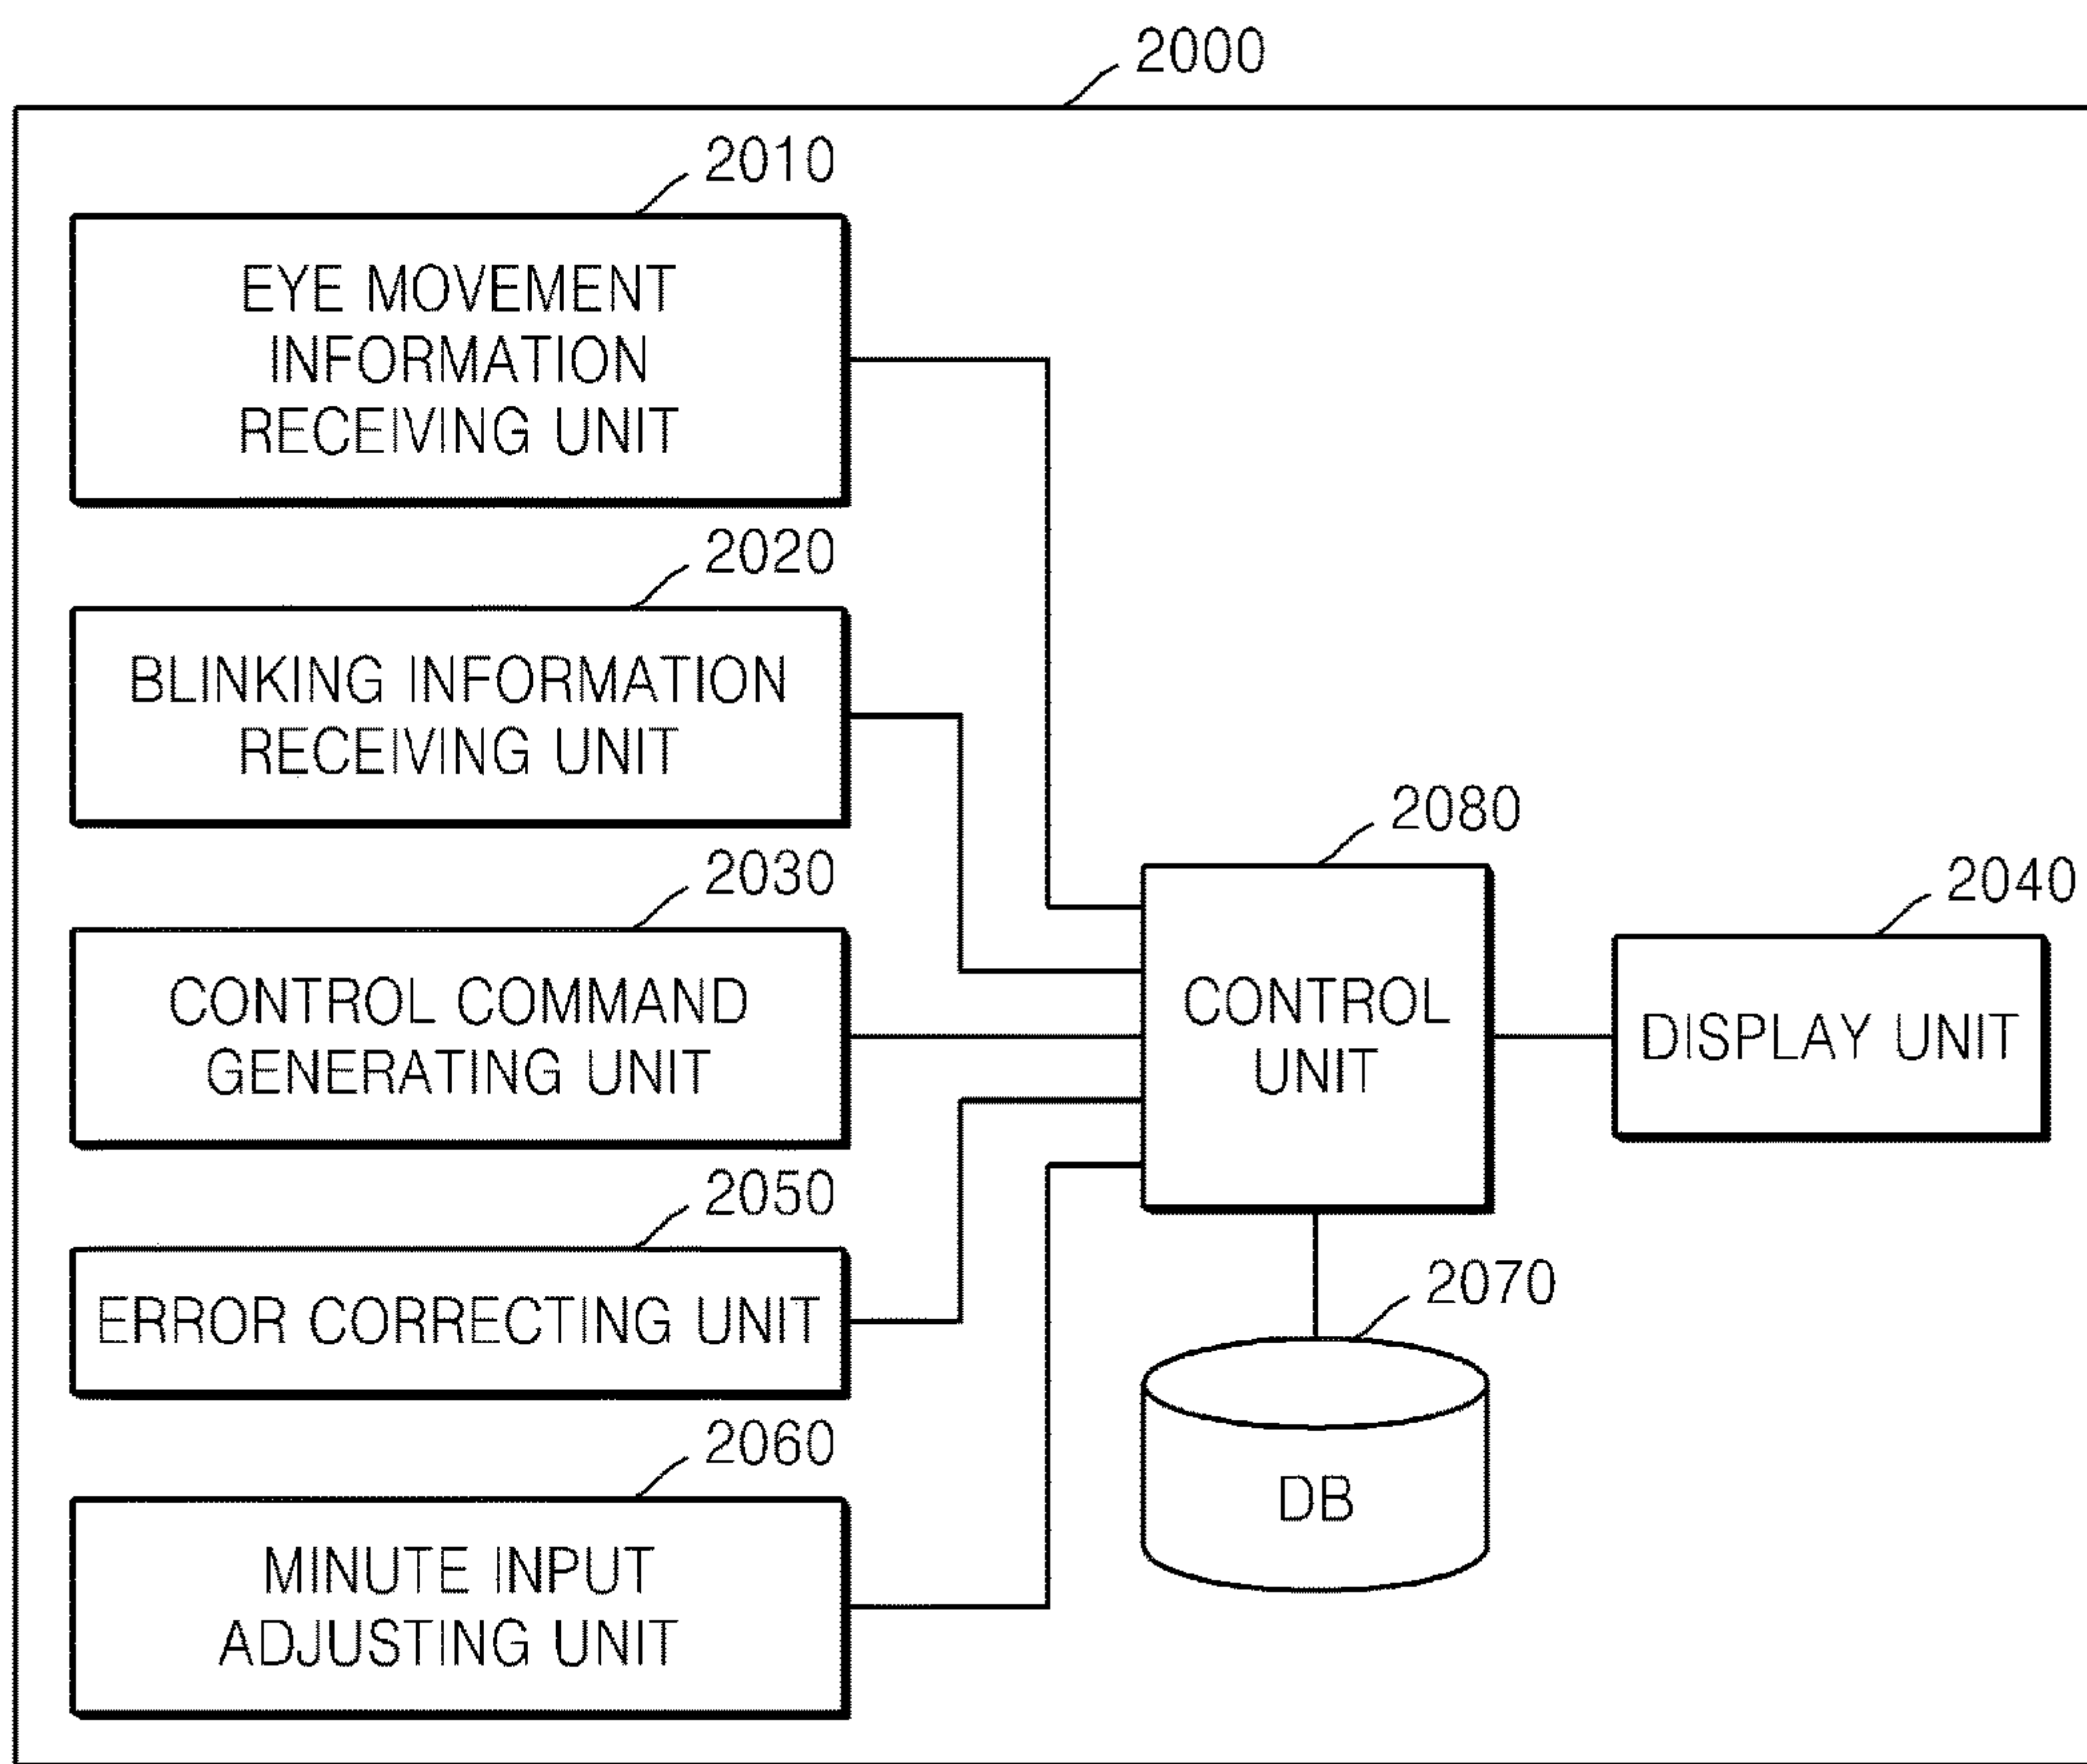 2000
2010
EYE MOVEMENT
INFORMATION
RECEIVING UNIT
2020
BLINKING INFORMATION
RECEIVING UNIT
2030
CONTROL COMMAND
GENERATING UNIT
2050
ERROR CORRECTING UNIT
2060
MINUTE INPUT
ADJUSTING UNIT
2080
CONTROL
UNIT
2040
DISPLAY UNIT
2070
DB